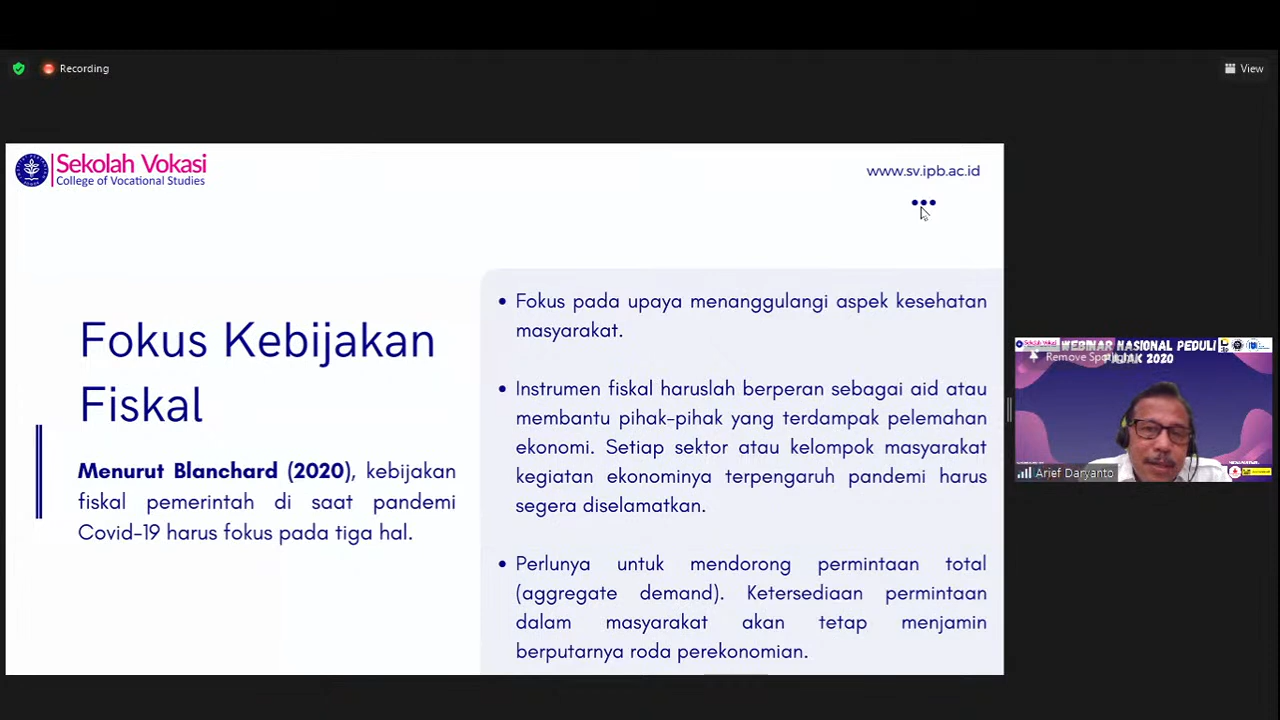 Recording
View
Sekolah Vokasi
College of Vocational Studies
www.sv.ipb.ac.id
Fokus Kebijakan
Fiskal
Menurut Blanchard (2020), kebijakan
fiskal pemerintah di saat pandemi
Covid-19 harus fokus pada tiga hal.
Fokus pada upaya menanggulangi aspek kesehatan
masyarakat.
Instrumen fiskal haruslah berperan sebagai aid atau
membantu pihak-pihak yang terdampak pelemahan
ekonomi. Setiap sektor atau kelompok masyarakat
kegiatan ekonominya terpengaruh pandemi harus
segera diselamatkan.
Perlunya untuk mendorong permintaan total
(aggregate demand). Ketersediaan permintaan
dalam masyarakat akan tetap menjamin
berputarnya roda perekonomian.
WEBINAR NASIONAL PEDULI
PAJAK 2020
Remove Spotlight
Arief Daryanto